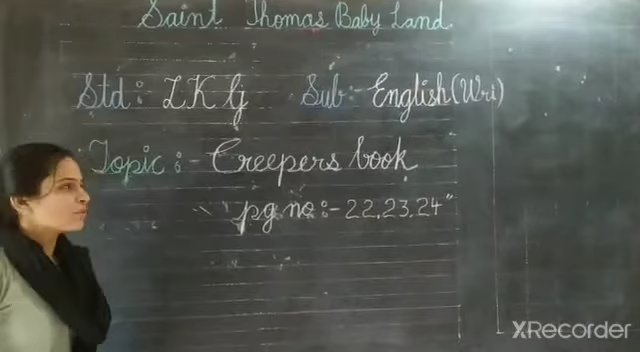 Saint Thomas Baby Land
Std: LKG Sub:- English(Wri)
Topic:- Creepers book
"pg no:- 22,23,24"
XRecorder